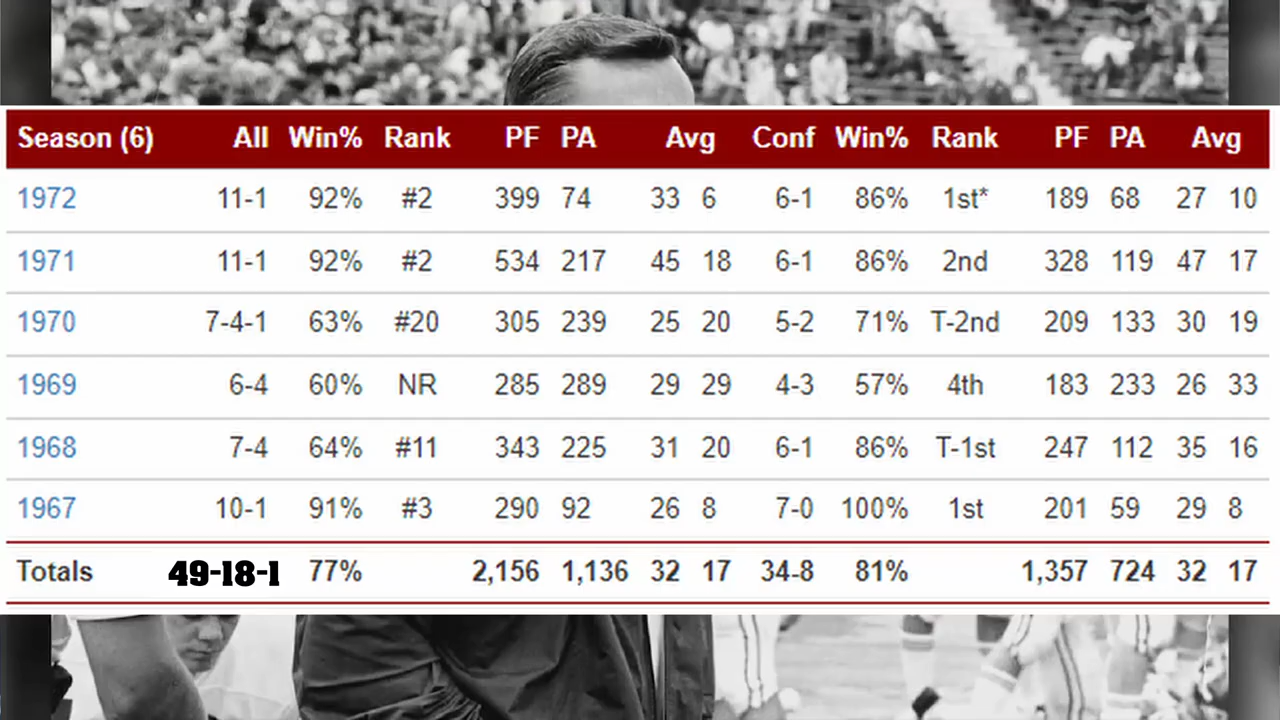 Season (6) All Win% Rank PF PA Avg Conf Win% Rank PF PA Avg
1972 11-1 92% #2 399 74 33 6 6-1 86% 1st* 189 68 27 10
1971 11-1 92% #2 534 217 45 18 6-1 86% 2nd 328 119 47 17
1970 7-4-1 63% #20 305 239 25 20 5-2 71% T-2nd 209 133 30 19
1969 6-4 60% NR 285 289 29 29 4-3 57% 4th 183 233 26 33
1968 7-4 64% #11 343 225 31 20 6-1 86% T-1st 247 112 35 16
1967 10-1 91% #3 290 92 26 8 7-0 100% 1st 201 59 29 8
Totals 49-18-1 77% 2,156 1,136 32 17 34-8 81% 1,357 724 32 17